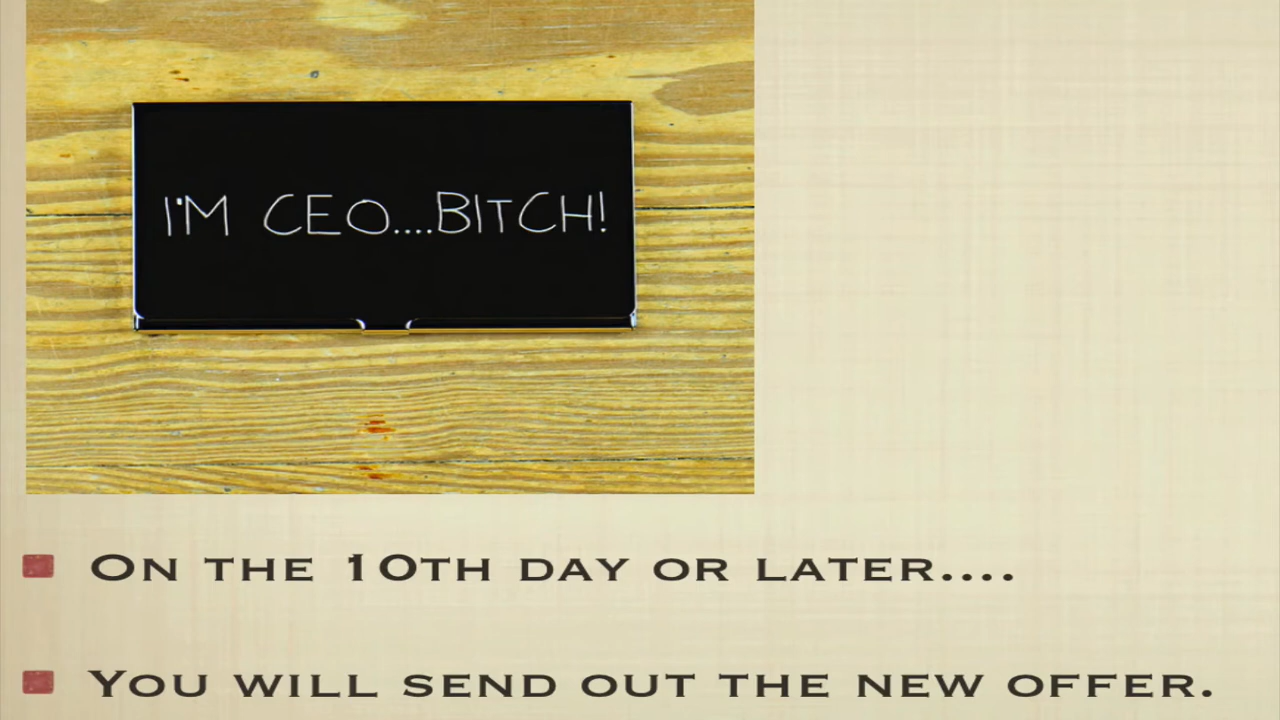 I'M CEO....BITCH!
On the 10th day or later....
You will send out the new offer.